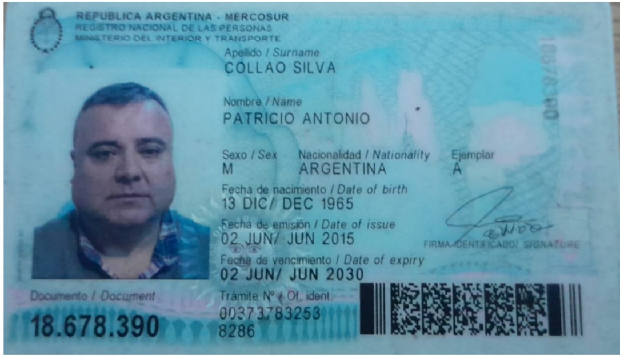 REPUBLICA ARGENTINA - MERCOSUR
REGISTRO NACIONAL DE LAS PERSONAS
MINISTERIO DEL INTERIOR Y TRANSPORTE
Apellido / Surname
COLLAO SILVA
Nombre / Name
PATRICIO ANTONIO
Sexo / Sex Nacionalidad / Nationality Ejemplar
M ARGENTINA A
Fecha de nacimiento / Date of birth
13 DIC/ DEC 1965
Fecha de emisión / Date of issue
02 JUN/ JUN 2015
FIRMA IDENTIFICADO/ SIGNATURE
Fecha de vencimiento / Date of expiry
02 JUN/ JUN 2030
Documento / Document Trámite Nº / Of. ident.
18.678.390 00373783253
8286